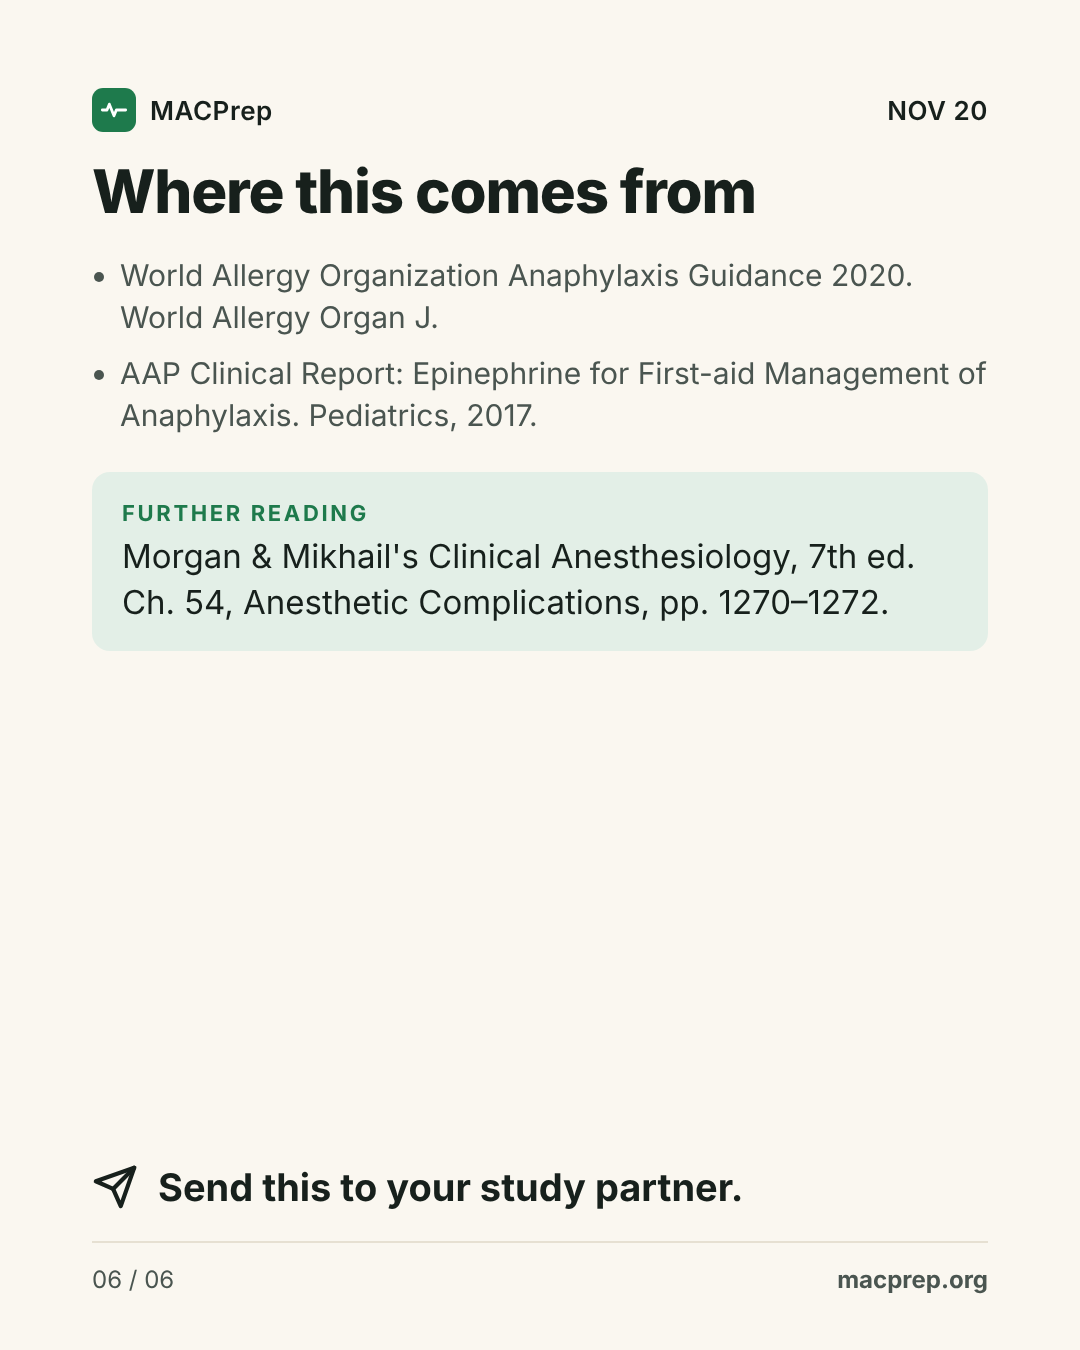 MACPrep
NOV 20
Where this comes from
• World Allergy Organization Anaphylaxis Guidance 2020.
World Allergy Organ J.
• AAP Clinical Report: Epinephrine for First-aid Management of
Anaphylaxis. Pediatrics, 2017.
FURTHER READING
Morgan & Mikhail's Clinical Anesthesiology, 7th ed.
Ch. 54, Anesthetic Complications, pp. 1270–1272.
Send this to your study partner.
06 / 06
macprep.org